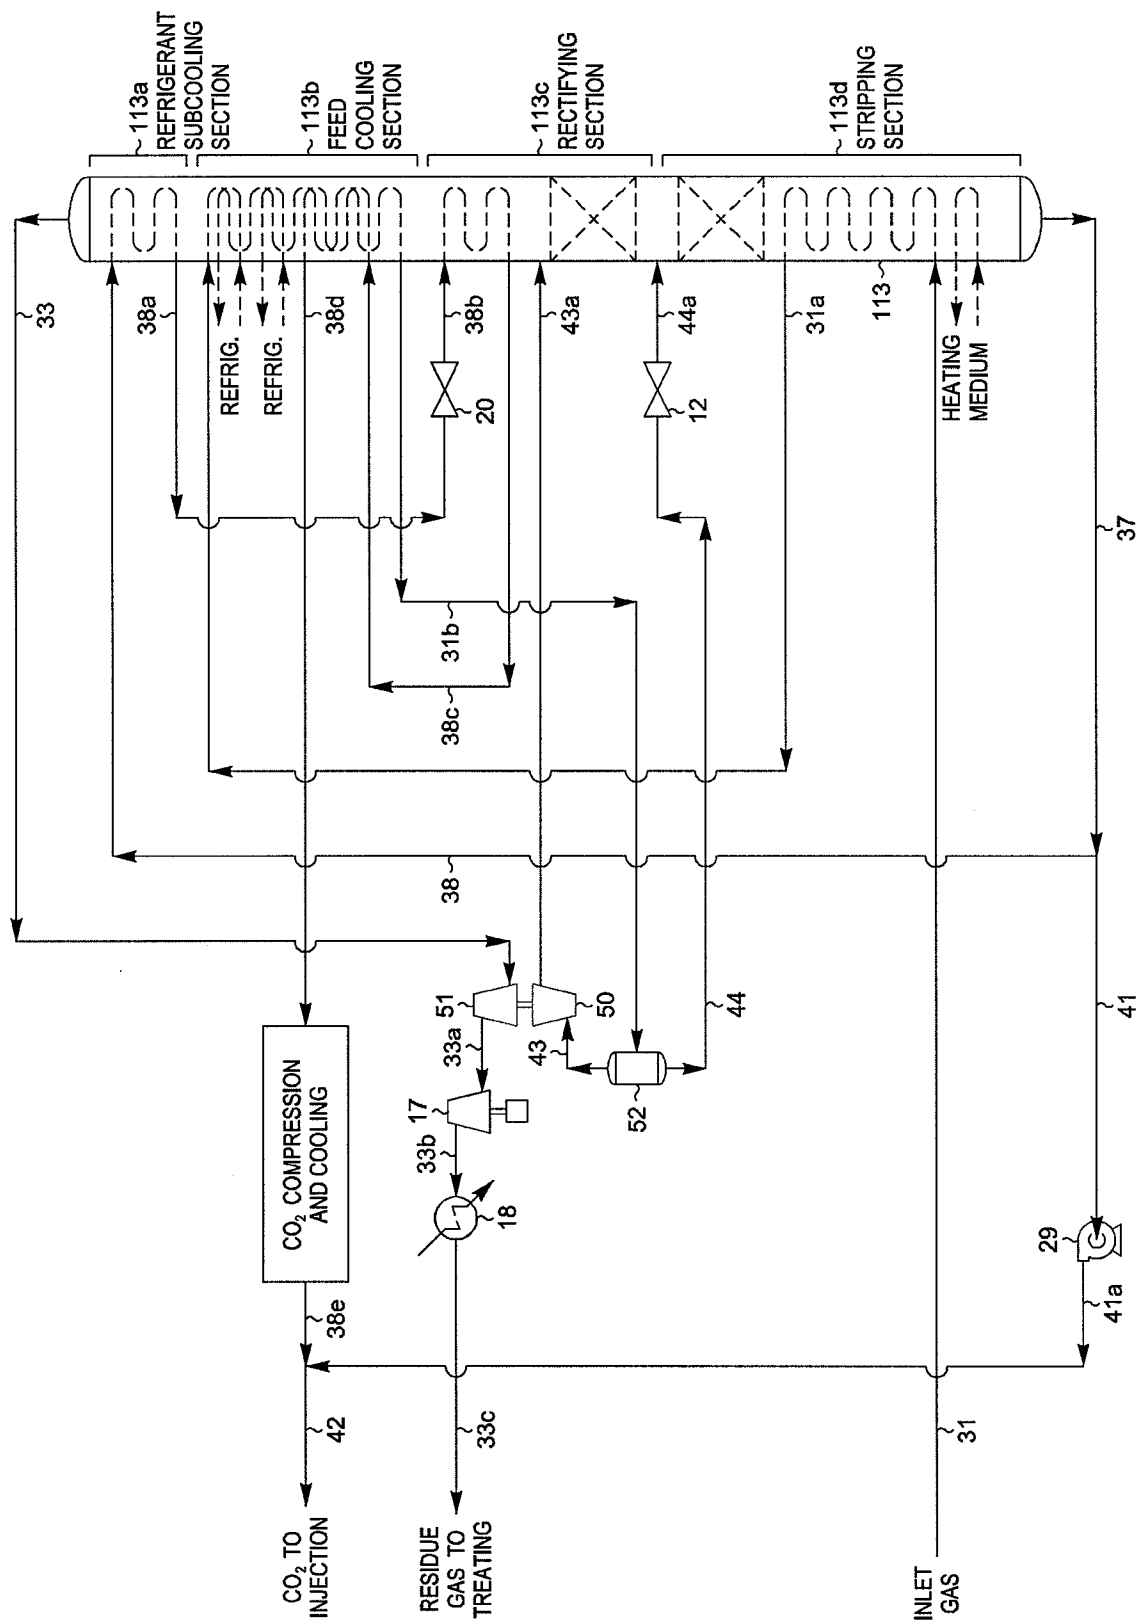 113a
REFRIGERANT
SUBCOOLING
SECTION
113b
FEED
COOLING
SECTION
113c
RECTIFYING
SECTION
113d
STRIPPING
SECTION
33
38a
REFRIG.
REFRIG.
38d
38b
43a
44a
31a
113
HEATING
MEDIUM
20
12
31b
38c
37
38
51
50
33a
43
44
41
52
17
33b
18
CO₂ COMPRESSION
AND COOLING
29
41a
38e
42
33c
31
CO₂ TO
INJECTION
RESIDUE
GAS TO
TREATING
INLET
GAS